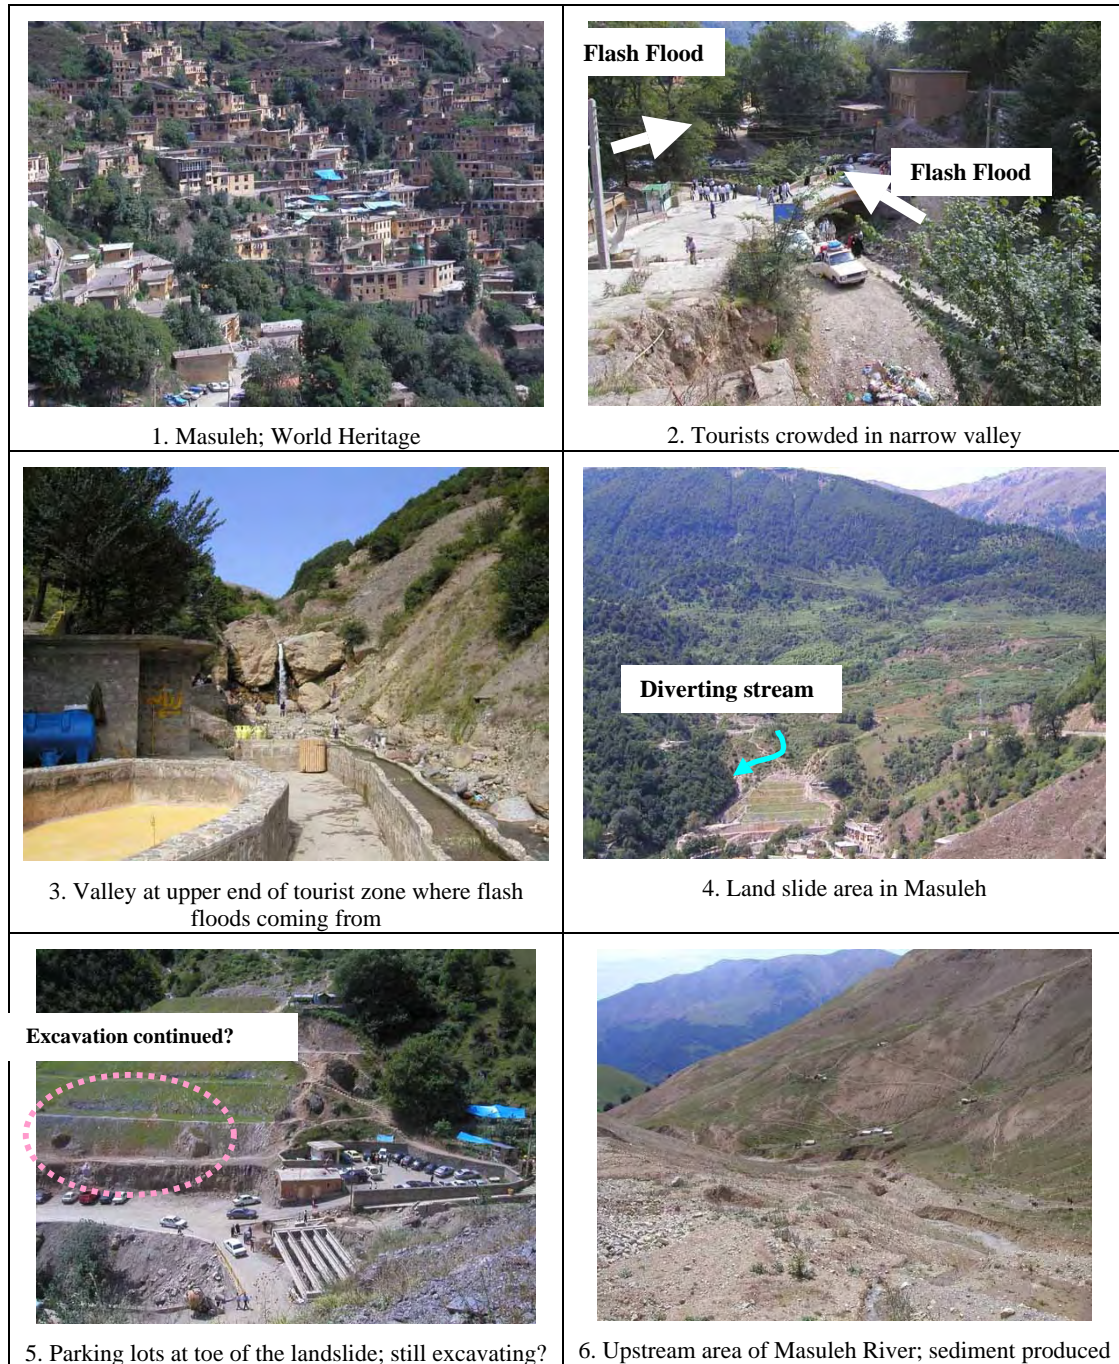 Flash Flood
Flash Flood
1. Masuleh; World Heritage
2. Tourists crowded in narrow valley
Diverting stream
3. Valley at upper end of tourist zone where flash
floods coming from
4. Land slide area in Masuleh
Excavation continued?
5. Parking lots at toe of the landslide; still excavating?
6. Upstream area of Masuleh River; sediment produced